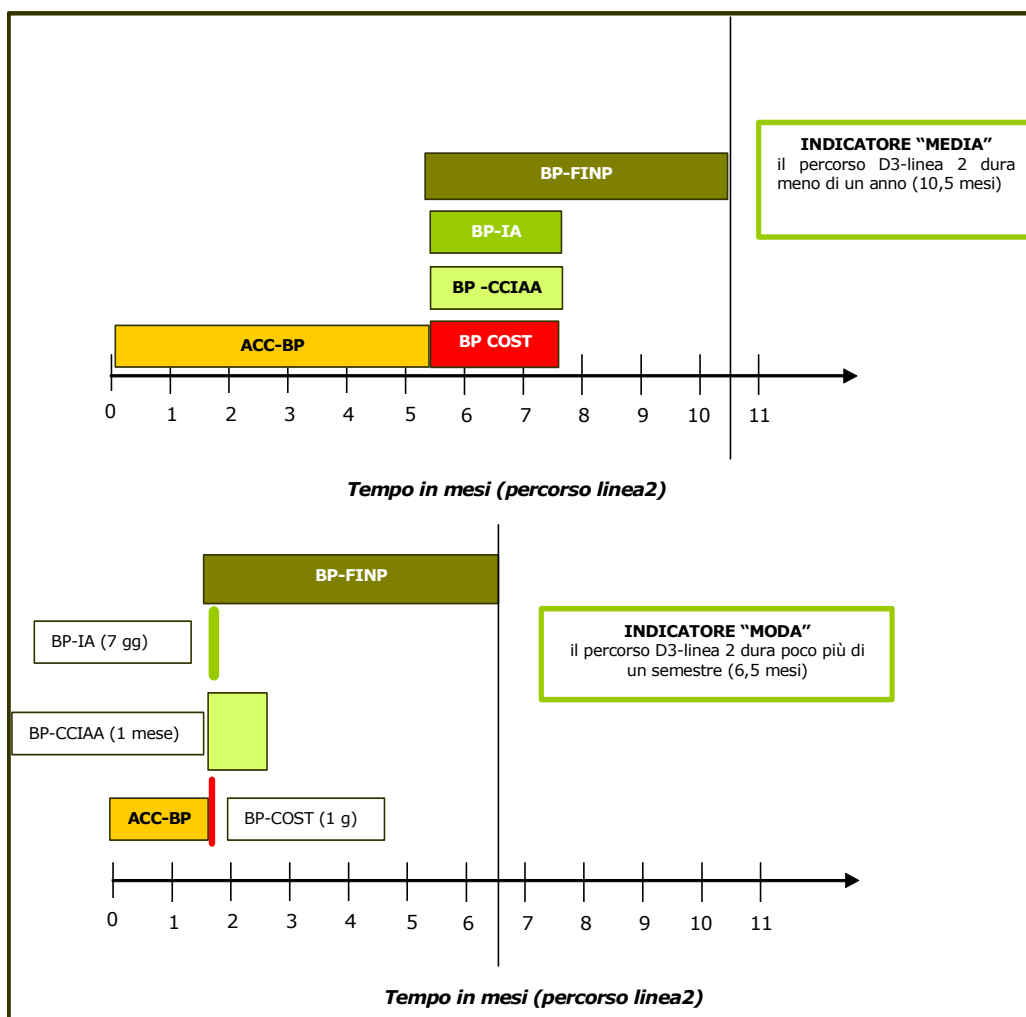 INDICATORE “MEDIA”
il percorso D3-linea 2 dura
meno di un anno (10,5 mesi)
BP-FINP
BP-IA
BP -CCIAA
ACC-BP
BP COST
0 1 2 3 4 5 6 7 8 9 10 11
Tempo in mesi (percorso linea2)
BP-FINP
INDICATORE “MODA”
il percorso D3-linea 2 dura poco più di
un semestre (6,5 mesi)
BP-IA (7 gg)
BP-CCIAA (1 mese)
ACC-BP
BP-COST (1 g)
0 1 2 3 4 5 6 7 8 9 10 11
Tempo in mesi (percorso linea2)